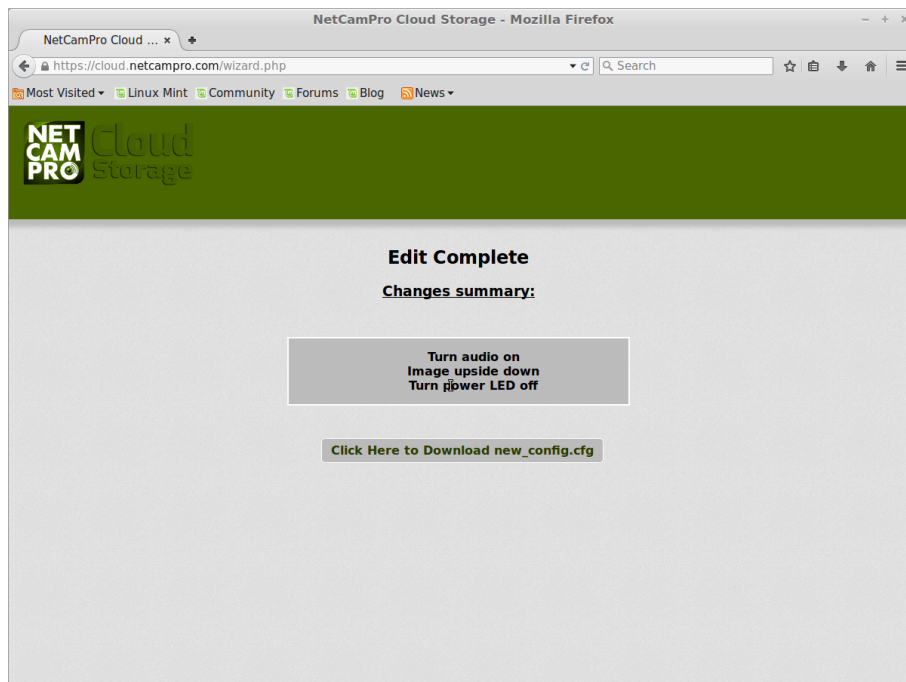 NetCamPro Cloud Storage - Mozilla Firefox
NetCamPro Cloud ...
https://cloud.netcampro.com/wizard.php
Search
Most Visited
Linux Mint
Community
Forums
Blog
News
NET
CAM
PRO
Cloud
Storage
Edit Complete
Changes summary:
Turn audio on
Image upside down
Turn power LED off
Click Here to Download new_config.cfg